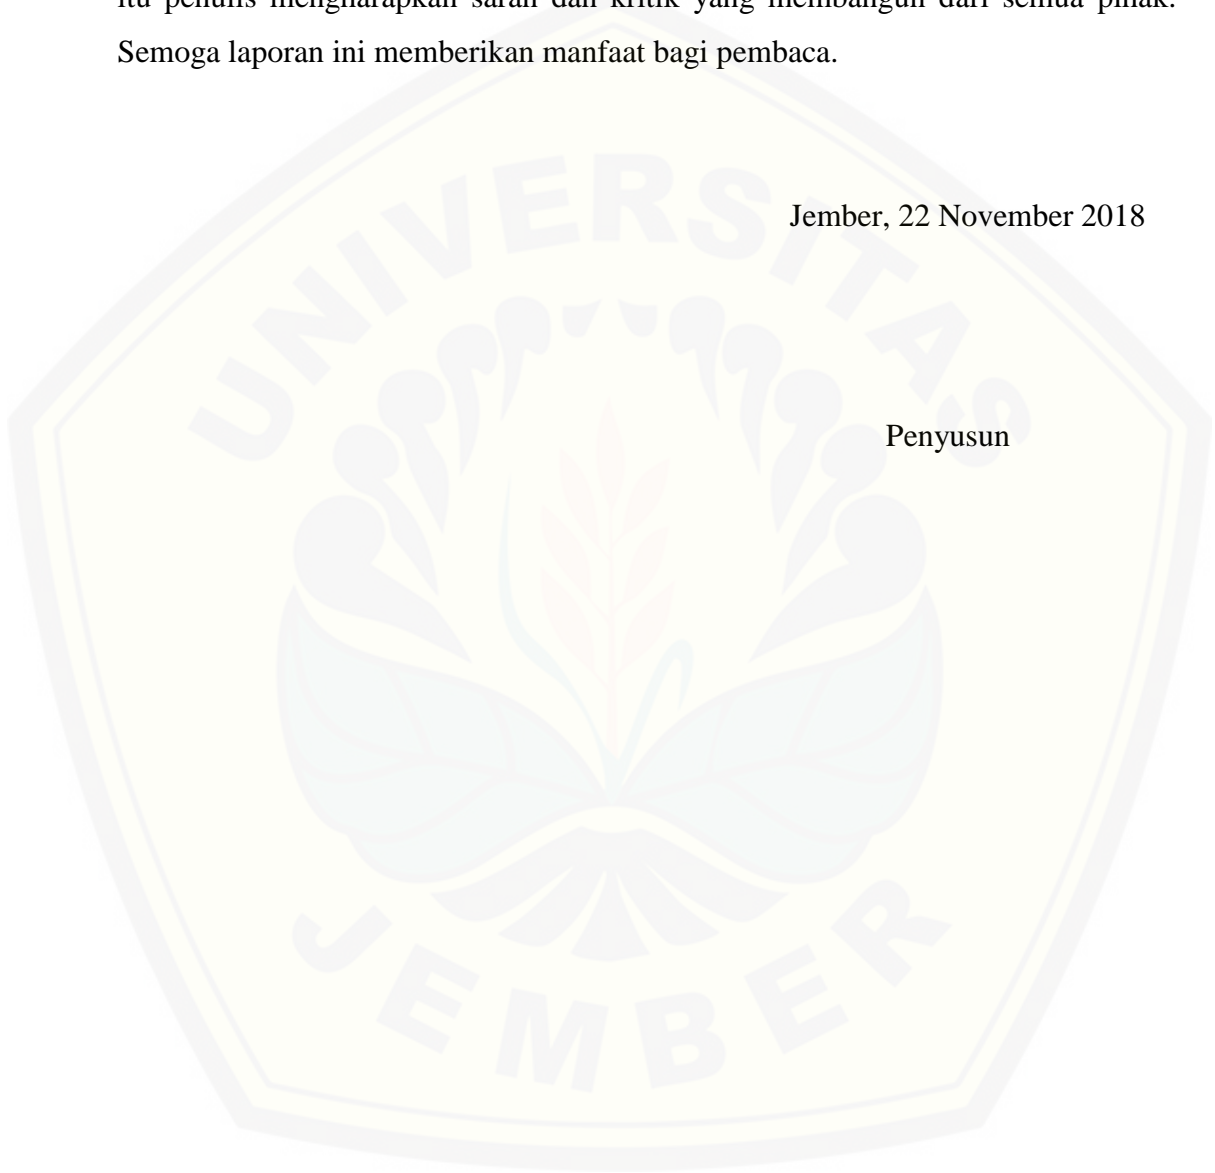 itu penulis mengharapkan saran dan kritik yang membangun dari semua pihak.
Semoga laporan ini memberikan manfaat bagi pembaca.
UNIVERSITAS
Jember, 22 November 2018
Penyusun
JEMBER